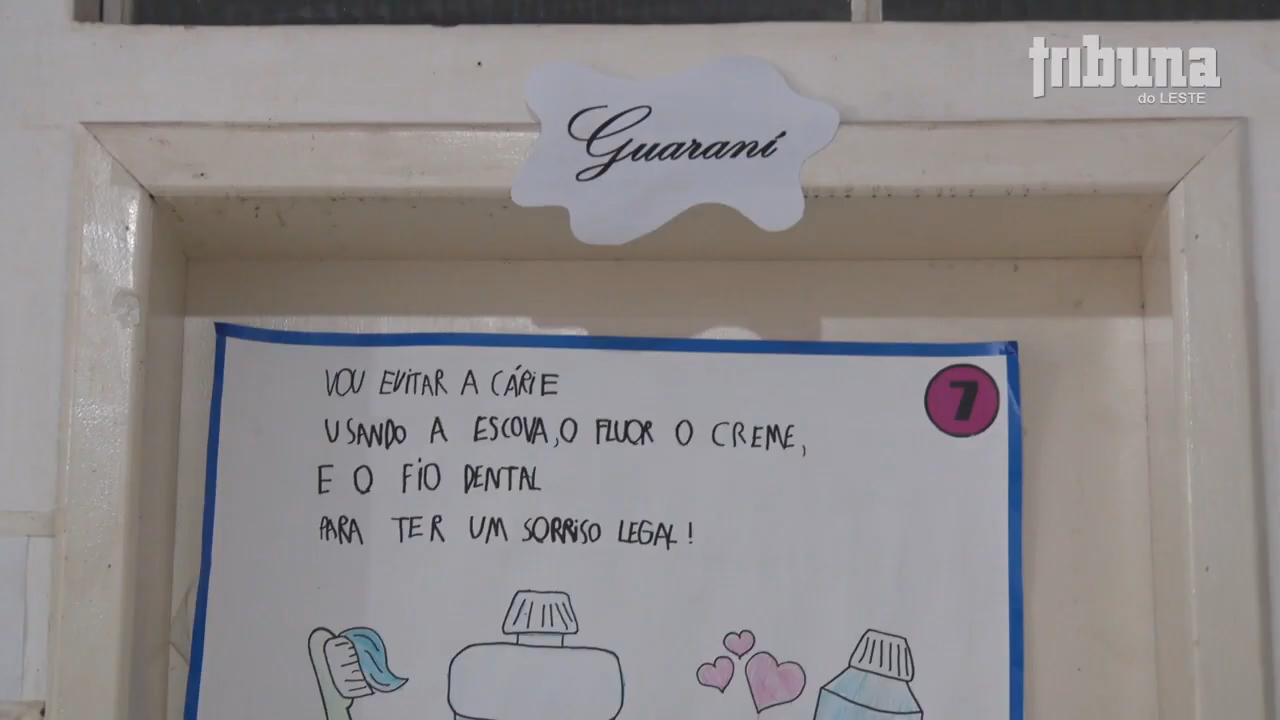 tribuna
do LESTE
Guaraní
7
VOU EVITAR A CÁRIE
USANDO A ESCOVA, O FLUOR O CREME,
E O FIO DENTAL
PARA TER UM SORRISO LEGAL!